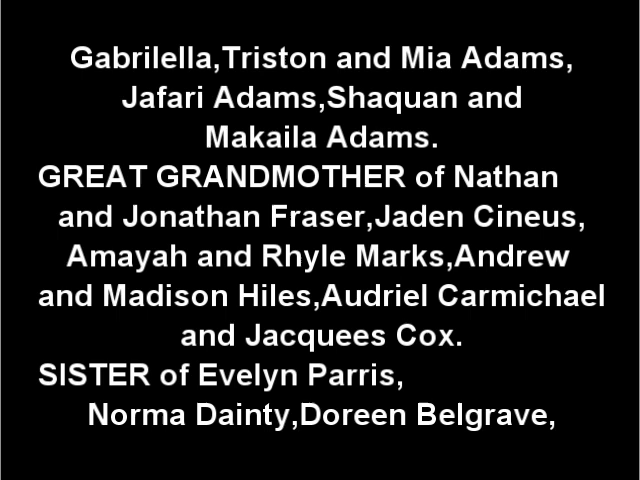 Gabrilella,Triston and Mia Adams,
Jafari Adams,Shaquan and
Makaila Adams.
GREAT GRANDMOTHER of Nathan
and Jonathan Fraser,Jaden Cineus,
Amayah and Rhyle Marks,Andrew
and Madison Hiles,Audriel Carmichael
and Jacquees Cox.
SISTER of Evelyn Parris,
Norma Dainty,Doreen Belgrave,